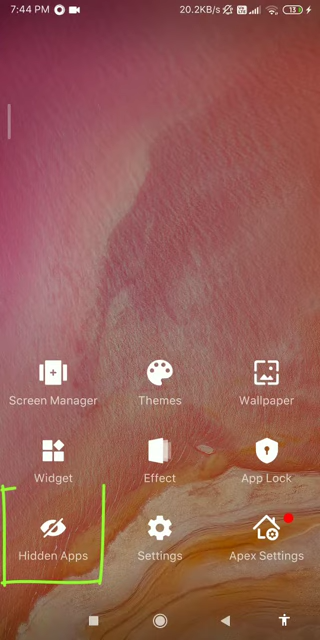 7:44 PM 20.2KB/s 13
Screen Manager Themes Wallpaper
Widget Effect App Lock
Hidden Apps Settings Apex Settings